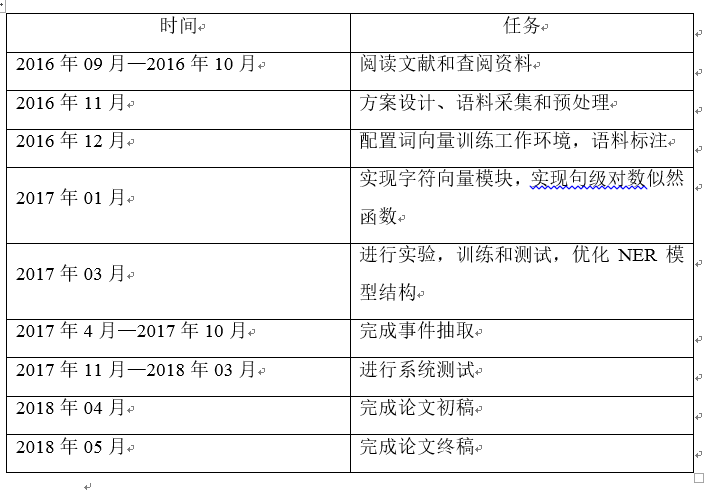 时间 任务
2016 年 09 月—2016 年 10 月 阅读文献和查阅资料
2016 年 11 月 方案设计、语料采集和预处理
2016 年 12 月 配置词向量训练工作环境，语料标注
2017 年 01 月 实现字符向量模块，实现句级对数似然
函数
2017 年 03 月 进行实验，训练和测试，优化 NER 模
型结构
2017 年 4 月—2017 年 10 月 完成事件抽取
2017 年 11 月—2018 年 03 月 进行系统测试
2018 年 04 月 完成论文初稿
2018 年 05 月 完成论文终稿